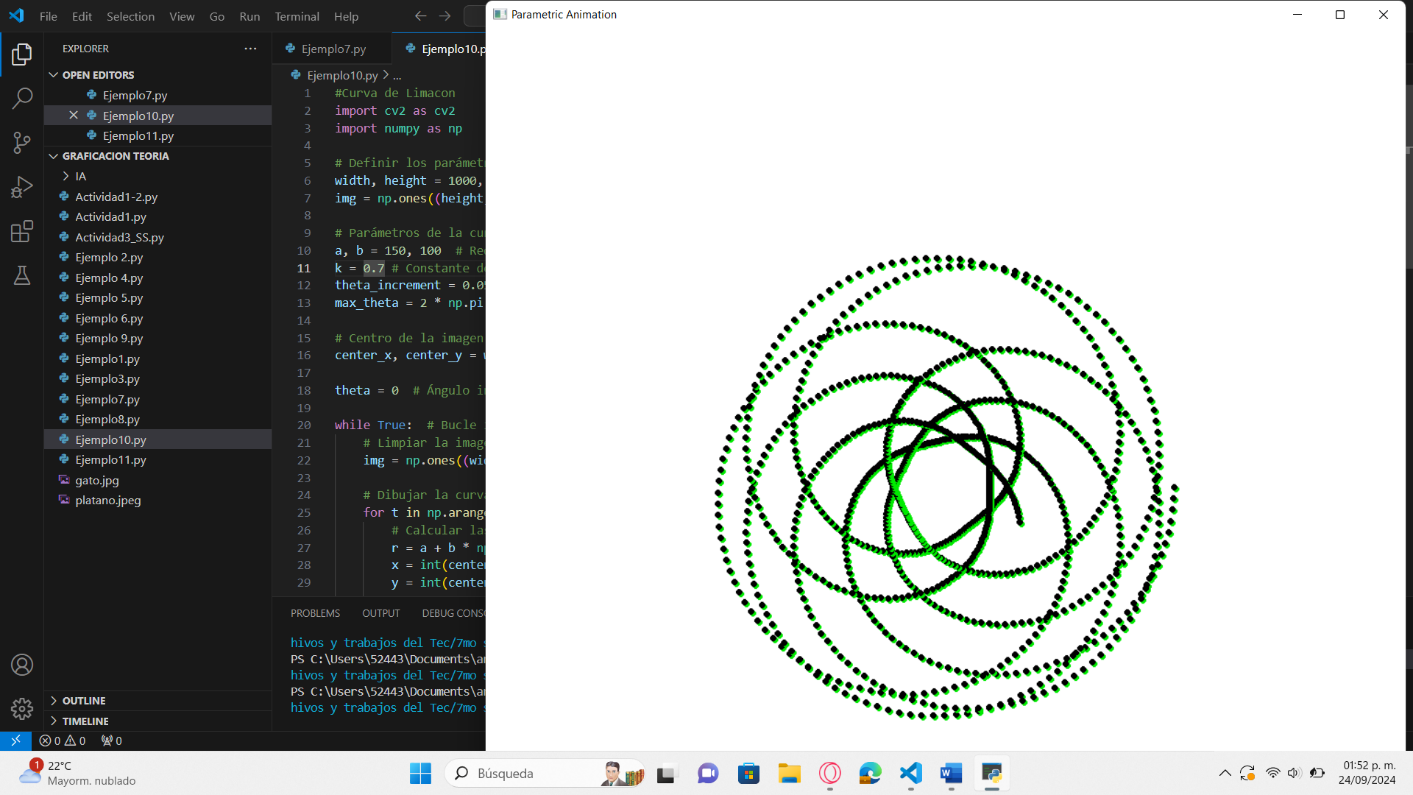 File Edit Selection View Go Run Terminal Help
Parametric Animation
EXPLORER
OPEN EDITORS
Ejemplo7.py
Ejemplo10.py
Ejemplo11.py
GRAFICACION TEORIA
IA
Actividad1-2.py
Actividad1.py
Actividad3_SS.py
Ejemplo 2.py
Ejemplo 4.py
Ejemplo 5.py
Ejemplo 6.py
Ejemplo 9.py
Ejemplo1.py
Ejemplo3.py
Ejemplo7.py
Ejemplo8.py
Ejemplo10.py
Ejemplo11.py
gato.jpg
platano.jpeg
OUTLINE
TIMELINE
Ejemplo7.py Ejemplo10.p
Ejemplo10.py > ...
1 #Curva de Limacon
2 import cv2 as cv2
3 import numpy as np
4
5 # Definir los parámet
6 width, height = 1000,
7 img = np.ones((height
8
9 # Parámetros de la cu
10 a, b = 150, 100 # Re
11 k = 0.7 # Constante d
12 theta_increment = 0.05
13 max_theta = 2 * np.pi
14
15 # Centro de la imagen
16 center_x, center_y = w
17
18 theta = 0 # Ángulo i
19
20 while True: # Bucle
21 # Limpiar la image
22 img = np.ones((wi
23
24 # Dibujar la curva
25 for t in np.arang
26 # Calcular la
27 r = a + b * np
28 x = int(cente
29 y = int(cente
PROBLEMS OUTPUT DEBUG CONS
hivos y trabajos del Tec/7mo s
PS C:\Users\52443\Documents\ar
hivos y trabajos del Tec/7mo s
PS C:\Users\52443\Documents\ar
hivos y trabajos del Tec/7mo s
0 0 0
1
22°C
Mayorm. nublado
Búsqueda
01:52 p. m.
24/09/2024